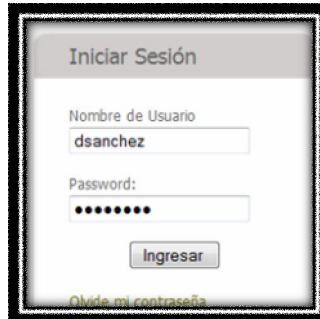 Iniciar Sesión
Nombre de Usuario
dsanchez
Password:
••••••••
Ingresar
Olvide mi contraseña